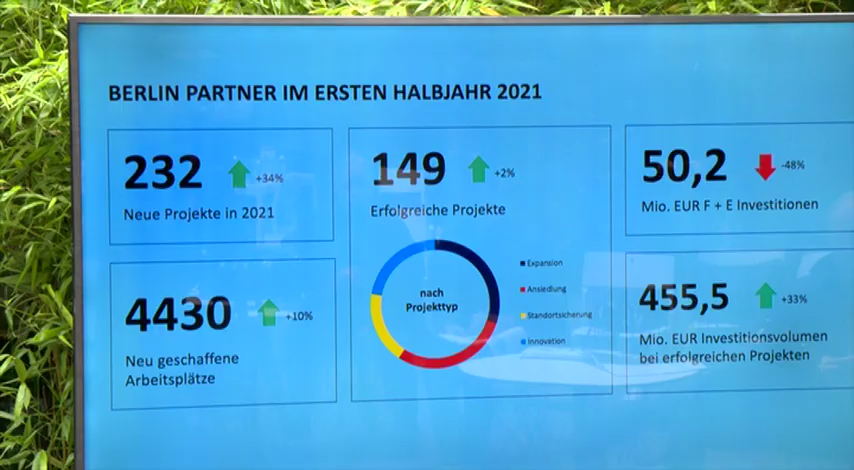 BERLIN PARTNER IM ERSTEN HALBJAHR 2021
232 +34%
Neue Projekte in 2021
149 +2%
Erfolgreiche Projekte
nach
Projekttyp
Expansion
Ansiedlung
Standortsicherung
Innovation
50,2 -48%
Mio. EUR F + E Investitionen
4430 +10%
Neu geschaffene
Arbeitsplätze
455,5 +33%
Mio. EUR Investitionsvolumen
bei erfolgreichen Projekten